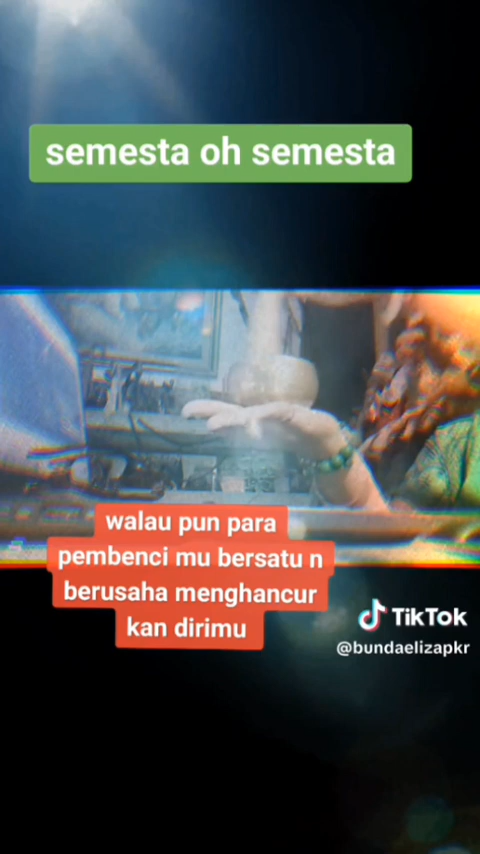 semesta oh semesta
walau pun para
pembenci mu bersatu n
berusaha menghancur
kan dirimu
TikTok
@bundaelizapkr